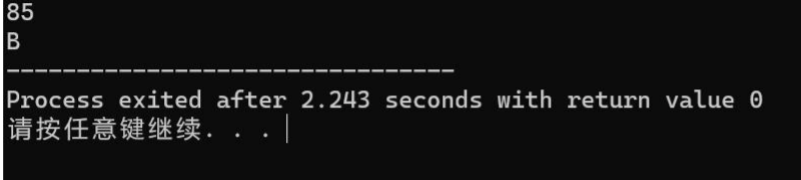 85
B
--------------------------------
Process exited after 2.243 seconds with return value 0
请按任意键继续. . .